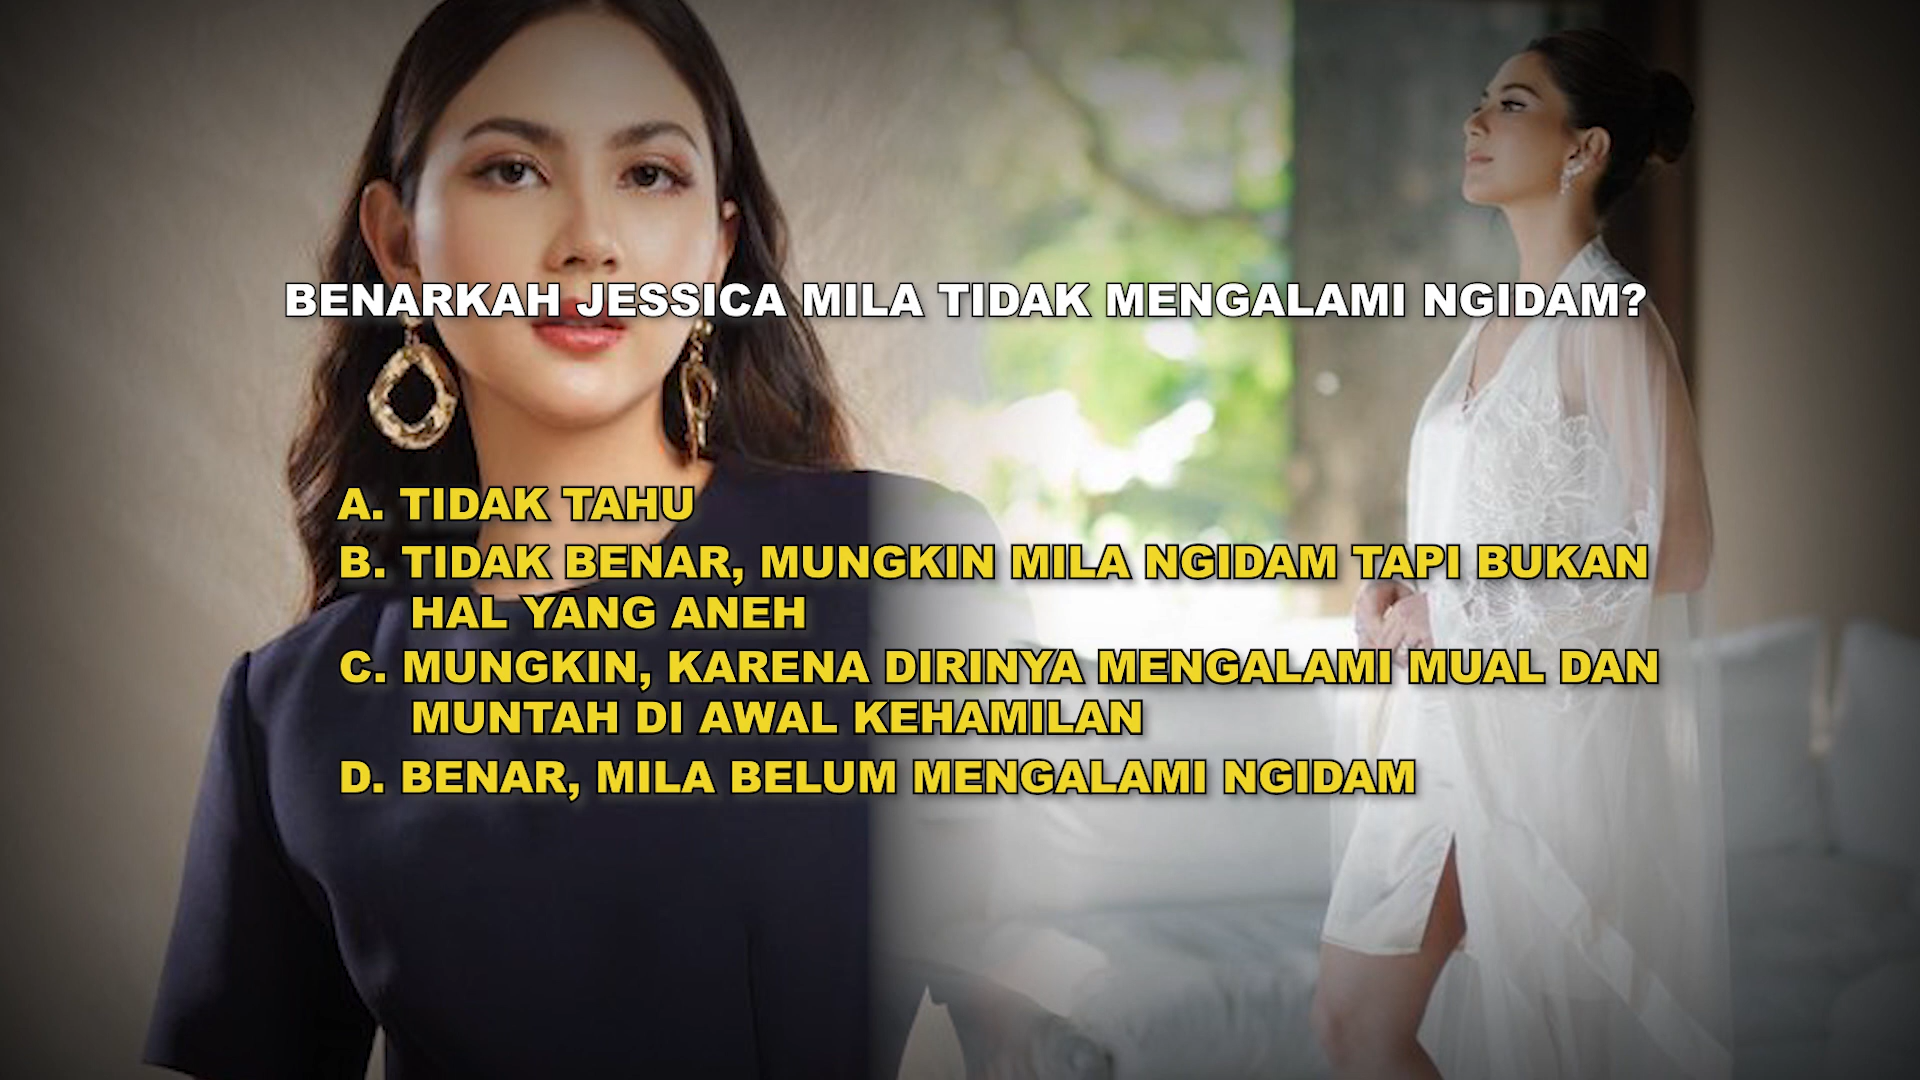 BENARKAH JESSICA MILA TIDAK MENGALAMI NGIDAM?
A. TIDAK TAHU
B. TIDAK BENAR, MUNGKIN MILA NGIDAM TAPI BUKAN
HAL YANG ANEH
C. MUNGKIN, KARENA DIRINYA MENGALAMI MUAL DAN
MUNTAH DI AWAL KEHAMILAN
D. BENAR, MILA BELUM MENGALAMI NGIDAM